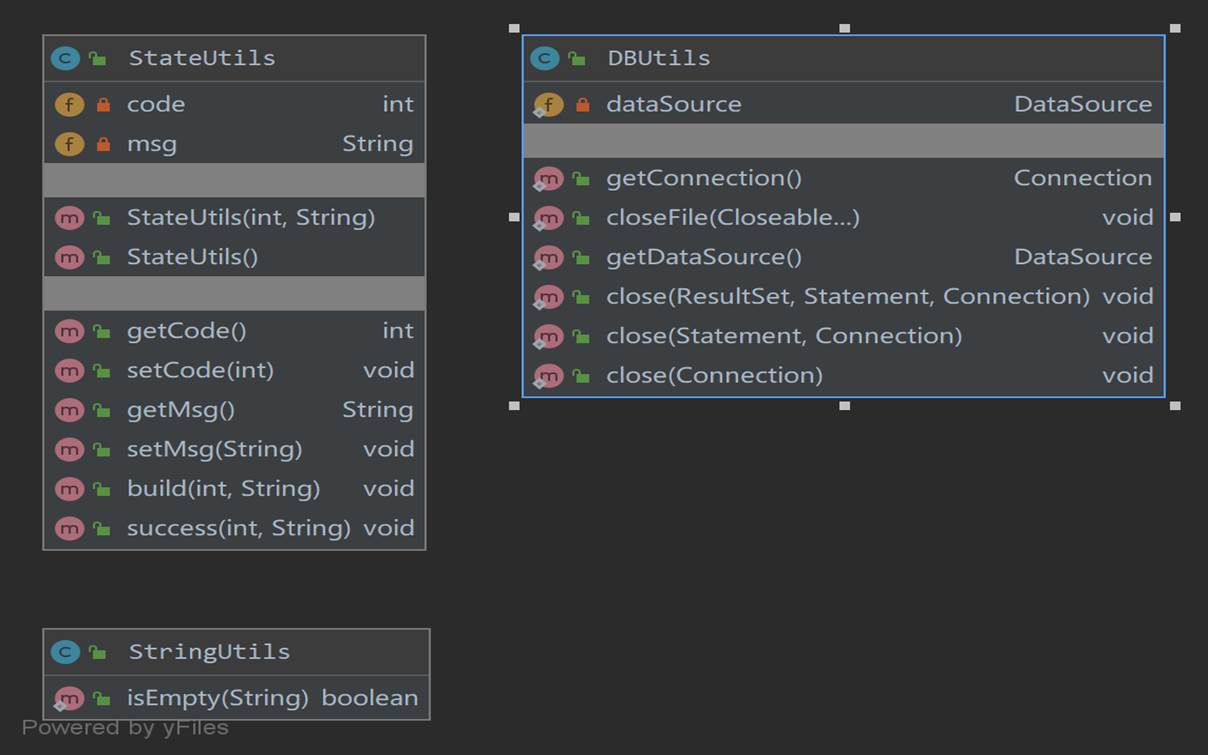 StateUtils
code int
msg String
StateUtils(int, String)
StateUtils()
getCode() int
setCode(int) void
getMsg() String
setMsg(String) void
build(int, String) void
success(int, String) void
DBUtils
dataSource DataSource
getConnection() Connection
closeFile(Closeable...) void
getDataSource() DataSource
close(ResultSet, Statement, Connection) void
close(Statement, Connection) void
close(Connection) void
StringUtils
isEmpty(String) boolean
Powered by yFiles